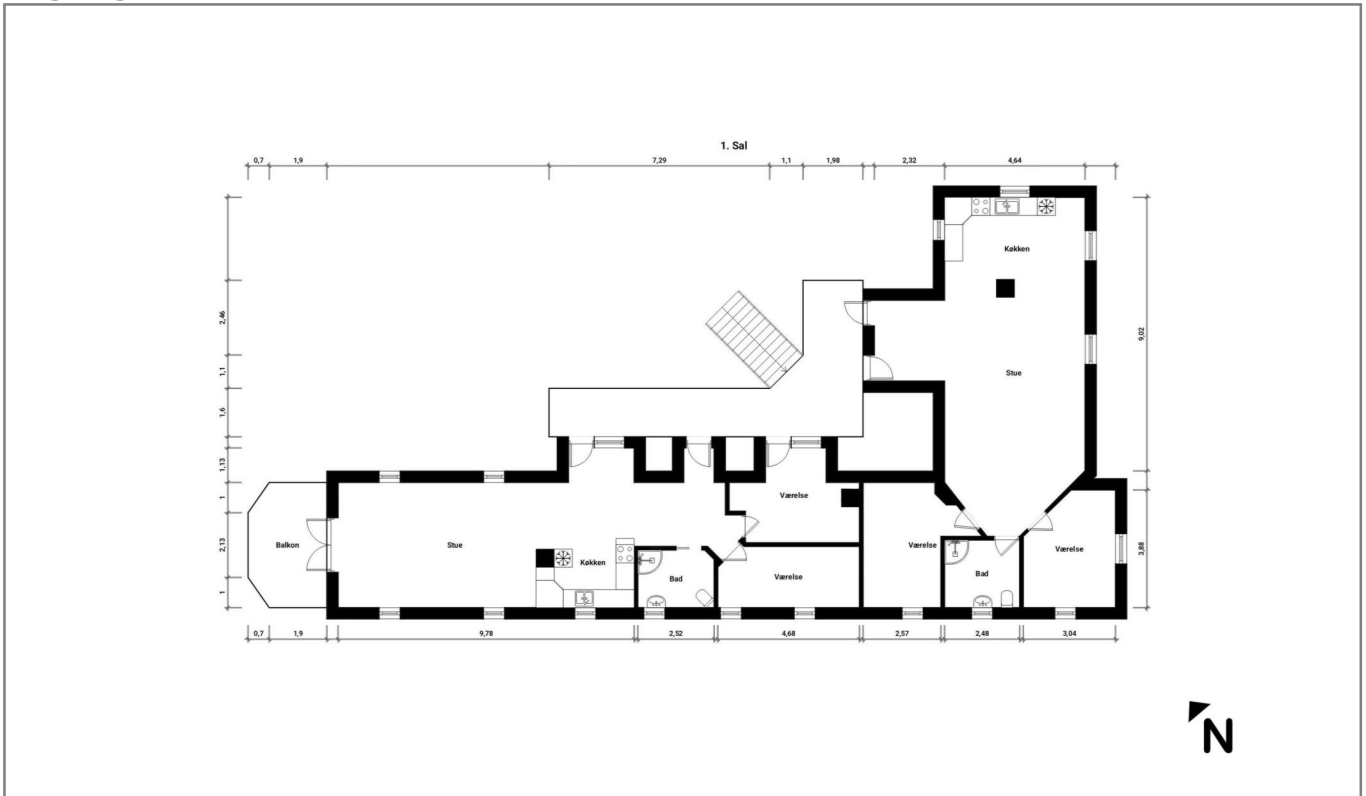 1. Sal
0,7 1,9 7,29 1,1 1,98 2,32 4,64
2,46
1,1
1,6
1,13
1
2,13
1
9,02
3,88
Køkken
Stue
Værelse
Balkon
Stue
Køkken
Bad
Værelse
Værelse
Bad
Værelse
0,7 1,9 9,78 2,52 4,68 2,57 2,48 3,04
N